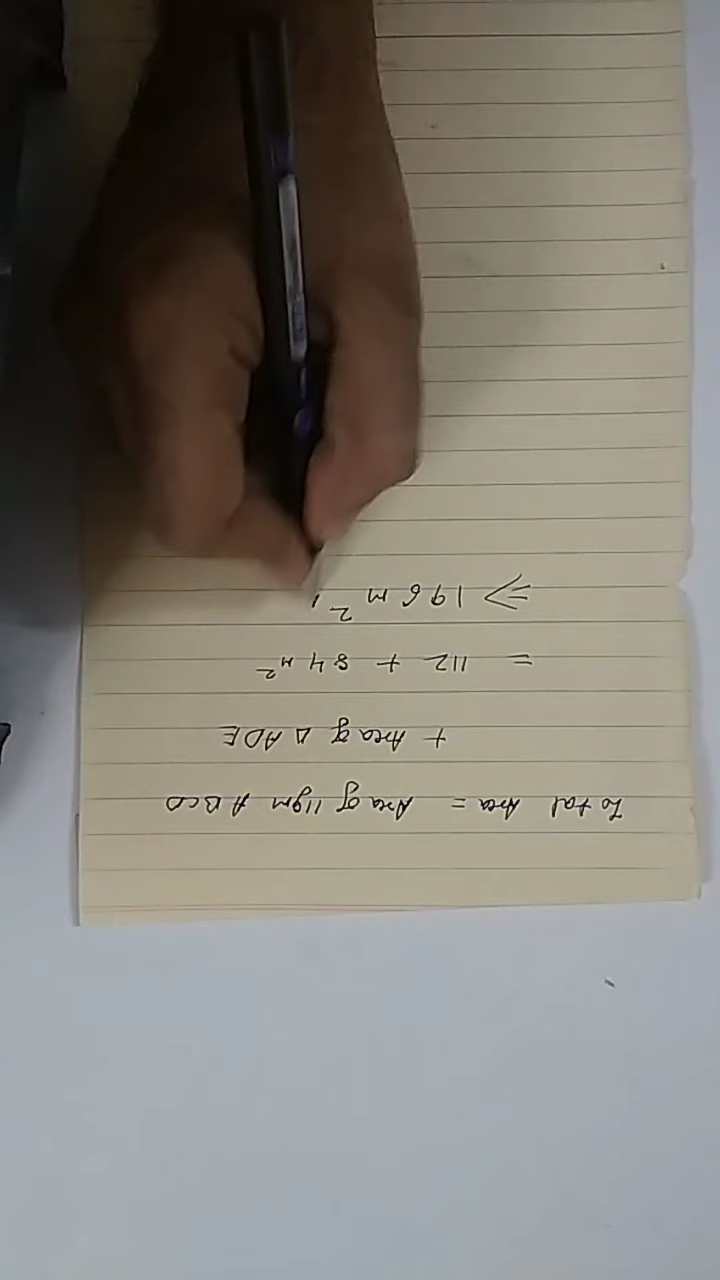 Total Area = Area of ||gm ABCD
+ Area of △ ADE
= 112 + 84 m²
⇒ 196 m²